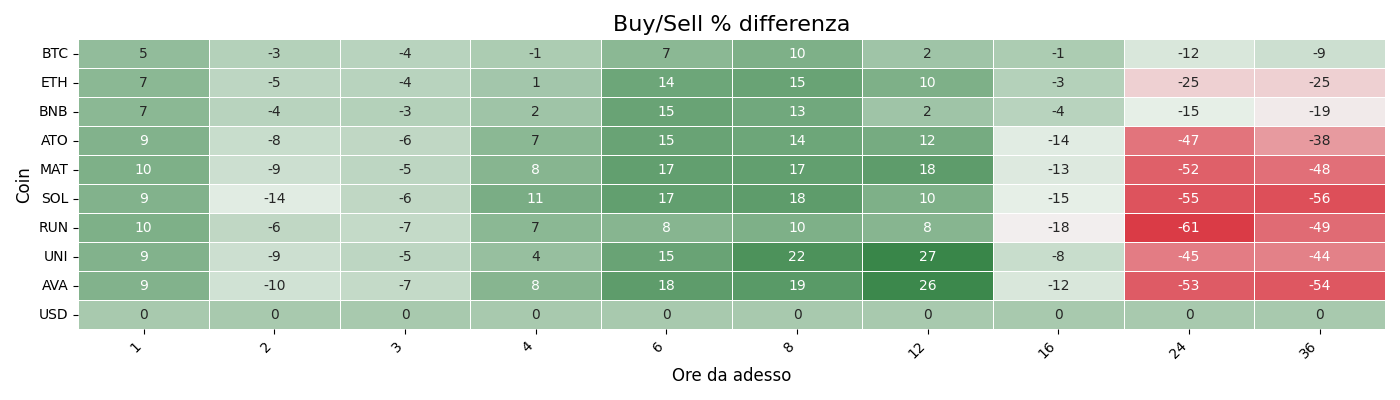 Buy/Sell % differenza
BTC 5 -3 -4 -1 7 10 2 -1 -12 -9
ETH 7 -5 -4 1 14 15 10 -3 -25 -25
BNB 7 -4 -3 2 15 13 2 -4 -15 -19
ATO 9 -8 -6 7 15 14 12 -14 -47 -38
MAT 10 -9 -5 8 17 17 18 -13 -52 -48
SOL 9 -14 -6 11 17 18 10 -15 -55 -56
RUN 10 -6 -7 7 8 10 8 -18 -61 -49
UNI 9 -9 -5 4 15 22 27 -8 -45 -44
AVA 9 -10 -7 8 18 19 26 -12 -53 -54
USD 0 0 0 0 0 0 0 0 0 0
Coin
1 2 3 4 6 8 12 16 24 36
Ore da adesso